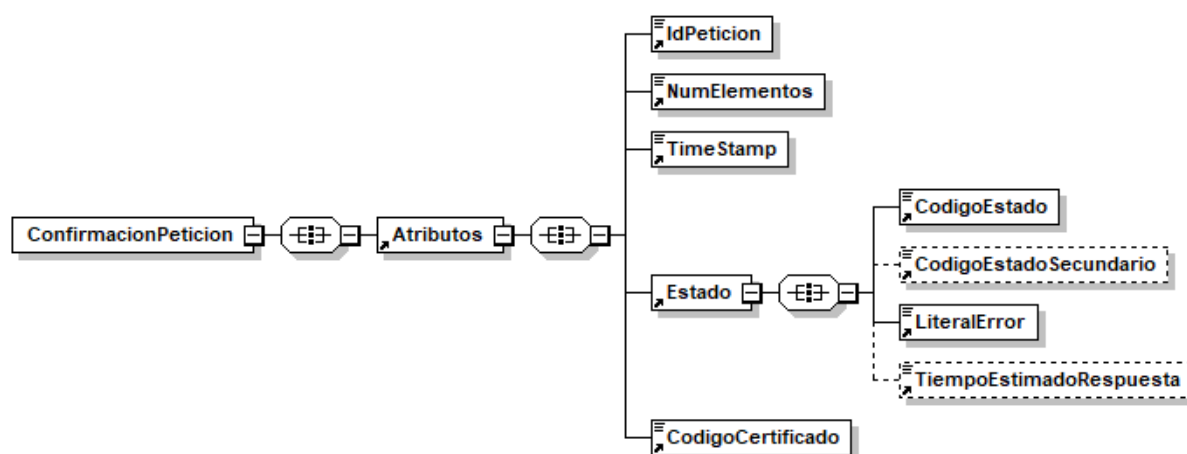 IdPeticion
NumElementos
TimeStamp
ConfirmacionPeticion
Atributos
Estado
CodigoEstado
CodigoEstadoSecundario
LiteralError
TiempoEstimadoRespuesta
CodigoCertificado